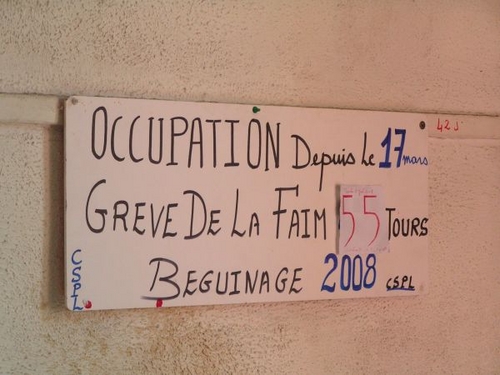 OCCUPATION Depuis Le 17 mars
GREVE DE LA FAIM 55 JOURS
BEGUINAGE 2008 CSPL
CSPL
42 J